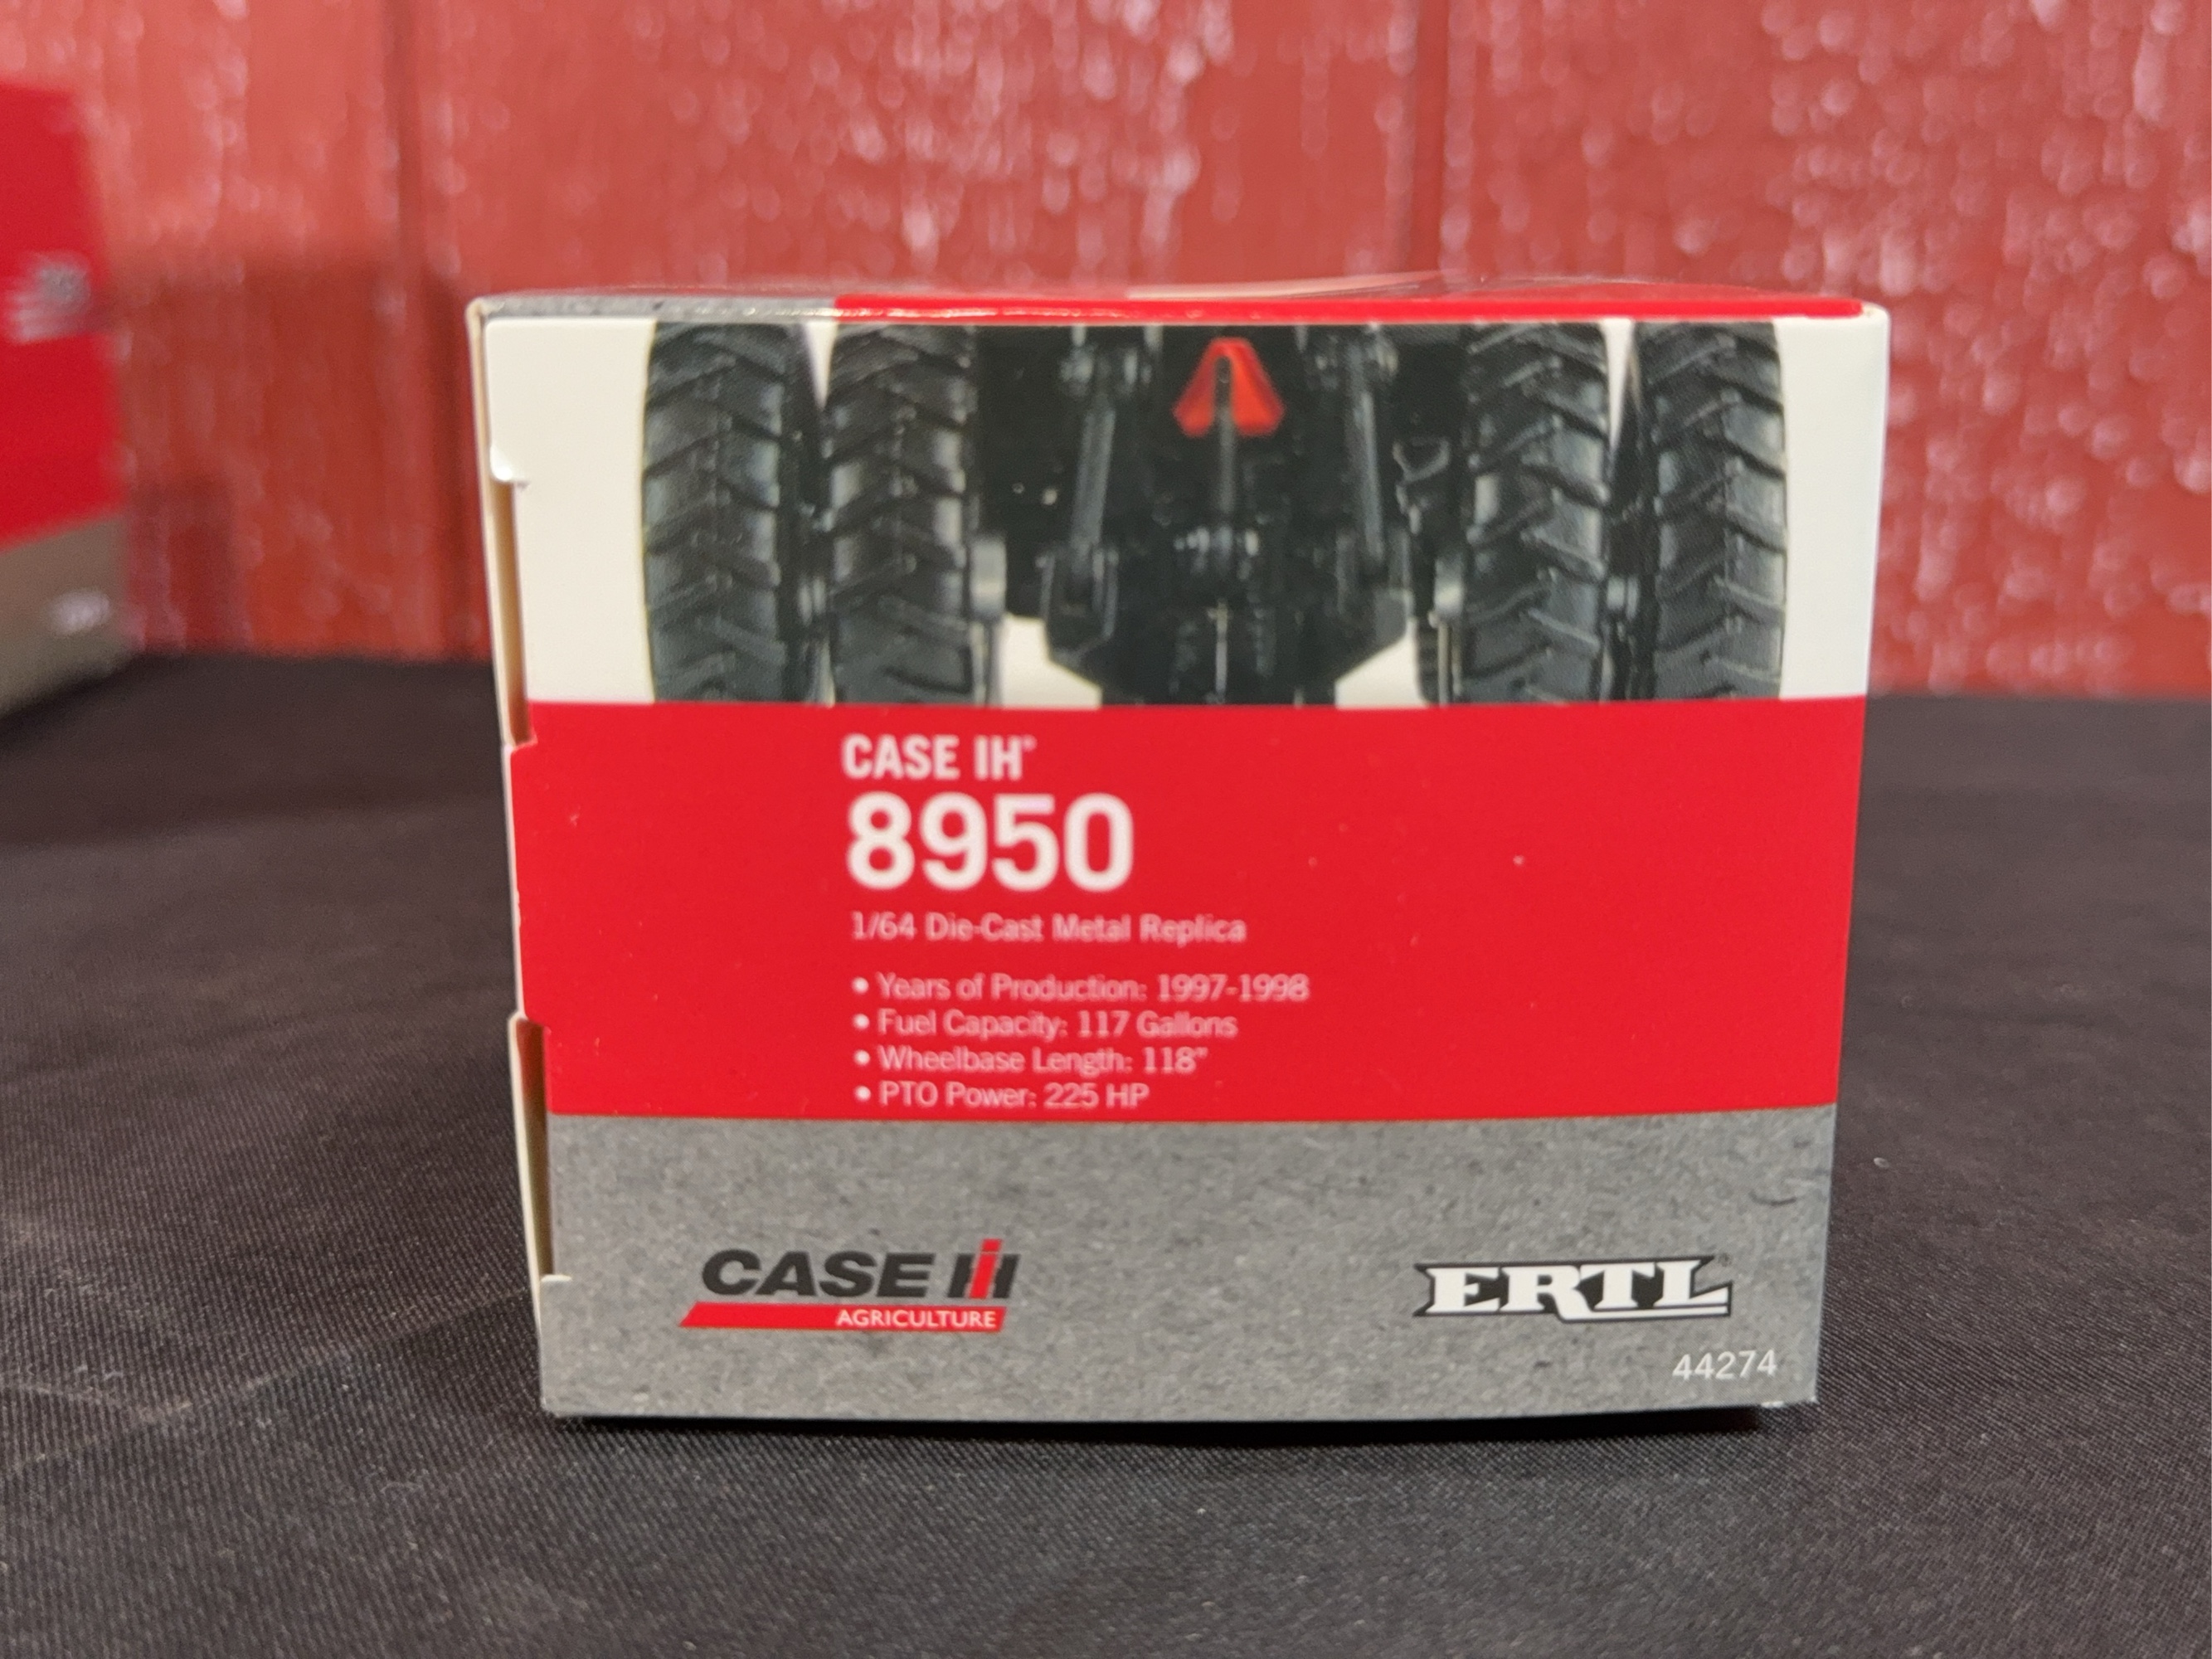 CASE IH®
8950
1/64 Die-Cast Metal Replica
• Years of Production: 1997-1998
• Fuel Capacity: 117 Gallons
• Wheelbase Length: 118"
• PTO Power: 225 HP
CASE IH
AGRICULTURE
ERTL®
44274